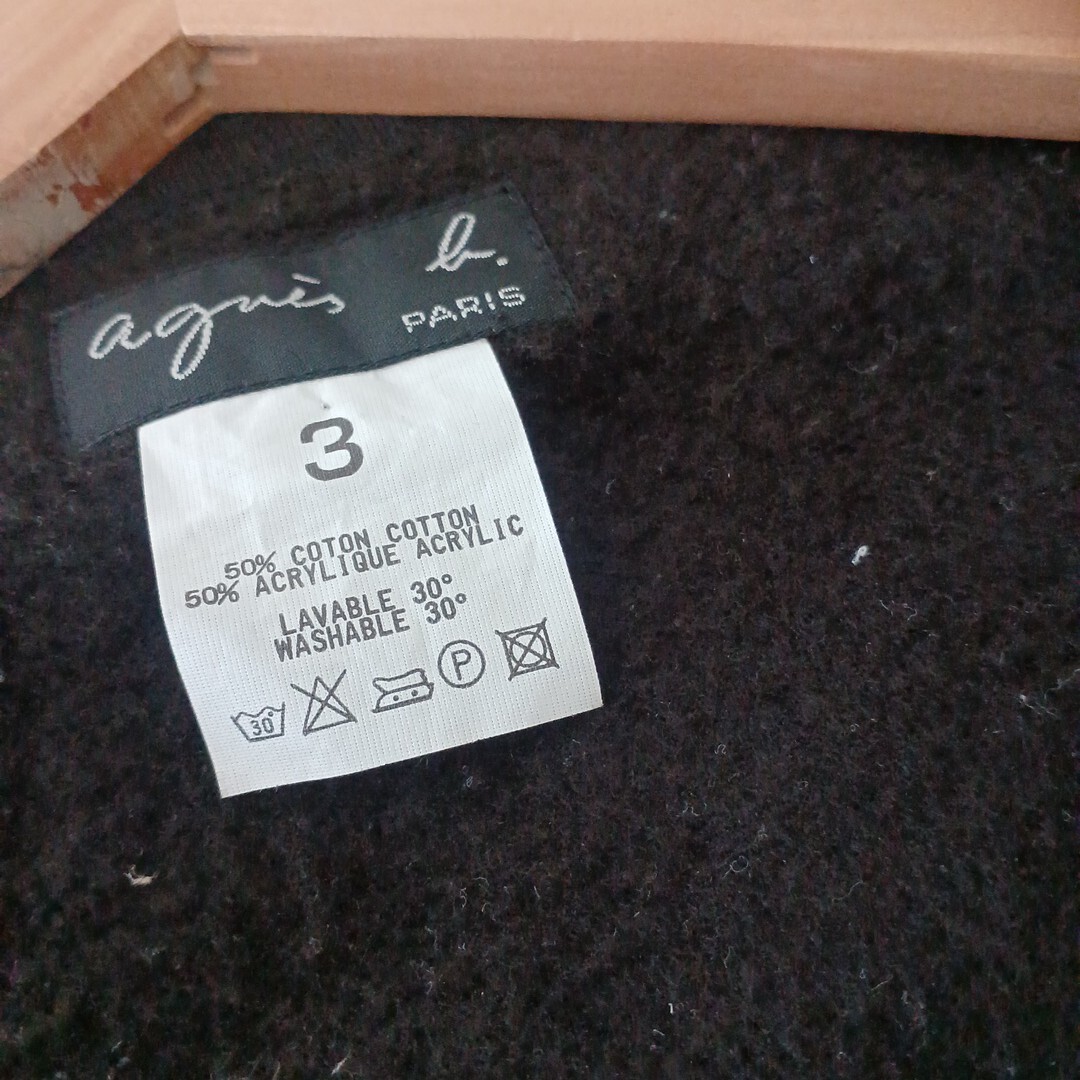 agnès b.
PARIS
3
50% COTON COTTON
50% ACRYLIQUE ACRYLIC
LAVABLE 30°
WASHABLE 30°
30° P